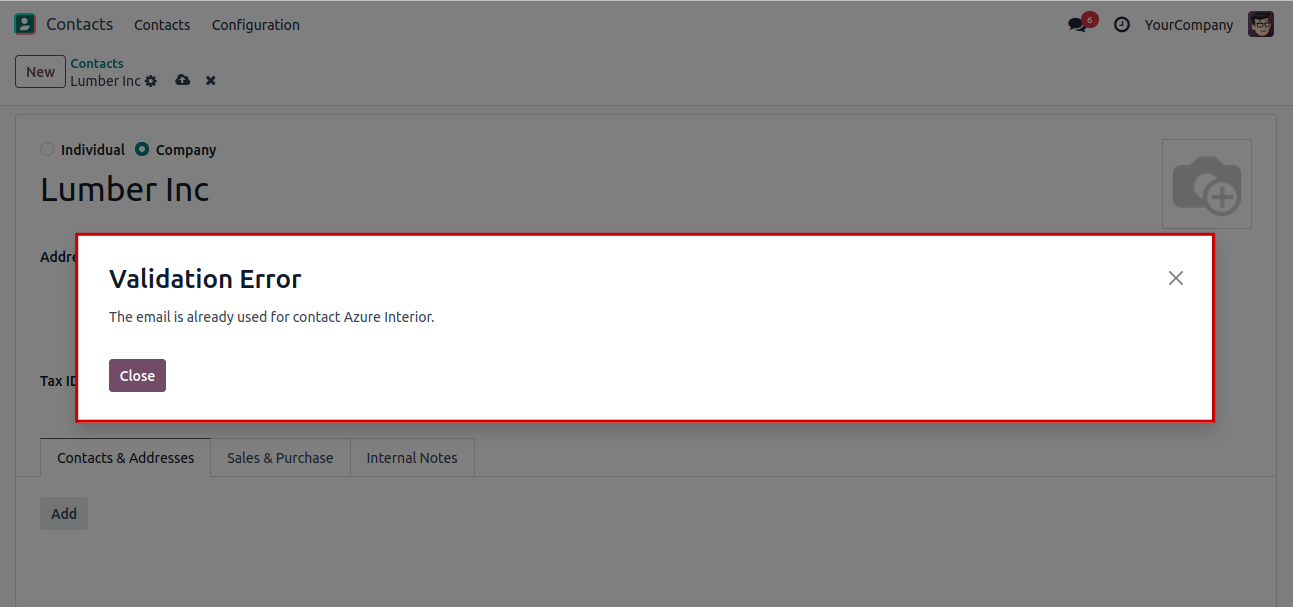 Contacts Contacts Configuration 6 YourCompany
New Contacts
Lumber Inc
Individual Company
Lumber Inc
Addre
Validation Error
The email is already used for contact Azure Interior.
Close
Tax ID
Contacts & Addresses Sales & Purchase Internal Notes
Add